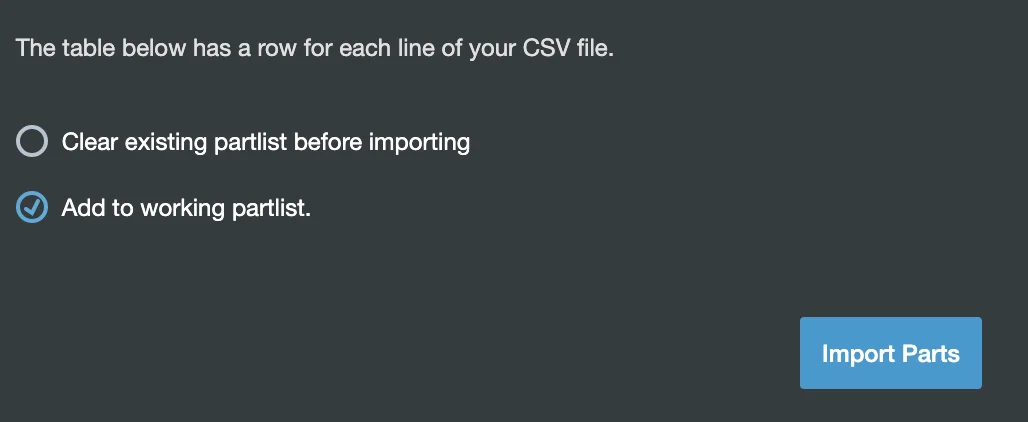 The table below has a row for each line of your CSV file.
Clear existing partlist before importing
Add to working partlist.
Import Parts